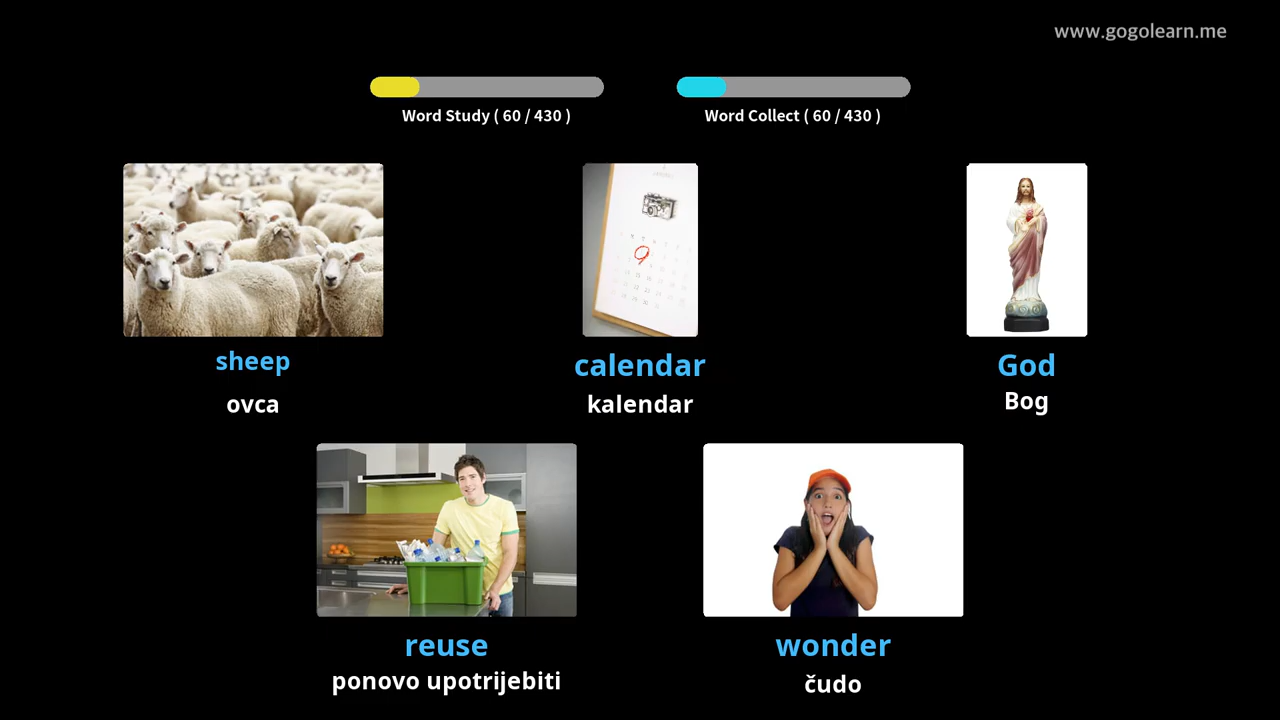 www.gogolearn.me
Word Study ( 60 / 430 )
Word Collect ( 60 / 430 )
sheep
ovca
calendar
kalendar
God
Bog
reuse
ponovo upotrijebiti
wonder
čudo